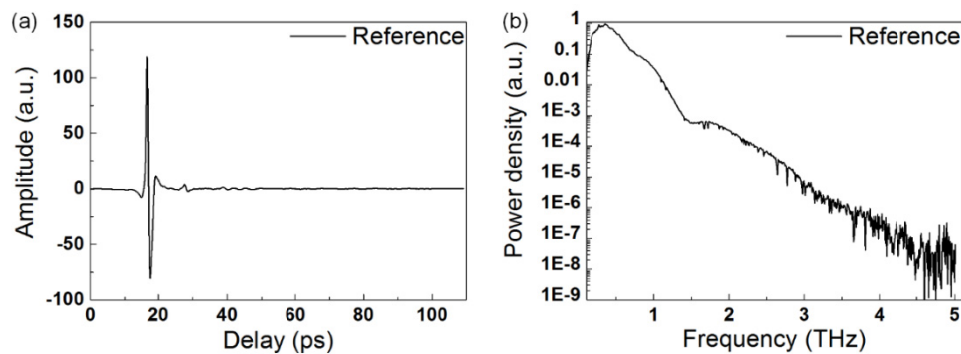 (a)
Reference
Amplitude (a.u.)
150
100
50
0
-50
-100
0 20 40 60 80 100
Delay (ps)
(b)
Reference
Power density (a.u.)
1
0.1
0.01
1E-3
1E-4
1E-5
1E-6
1E-7
1E-8
1E-9
1 2 3 4 5
Frequency (THz)